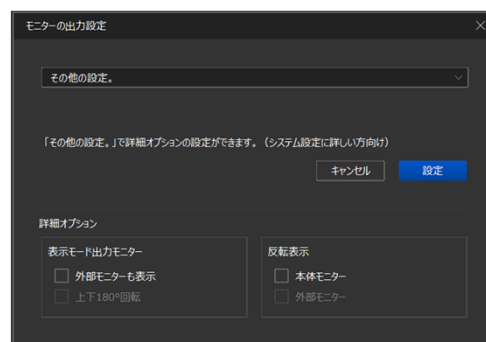 モニターの出力設定
その他の設定。
「その他の設定。」で詳細オプションの設定ができます。（システム設定に詳しい方向け）
キャンセル 設定
詳細オプション
表示モード出力モニター 反転表示
外部モニターも表示 本体モニター
上下180°回転 外部モニター